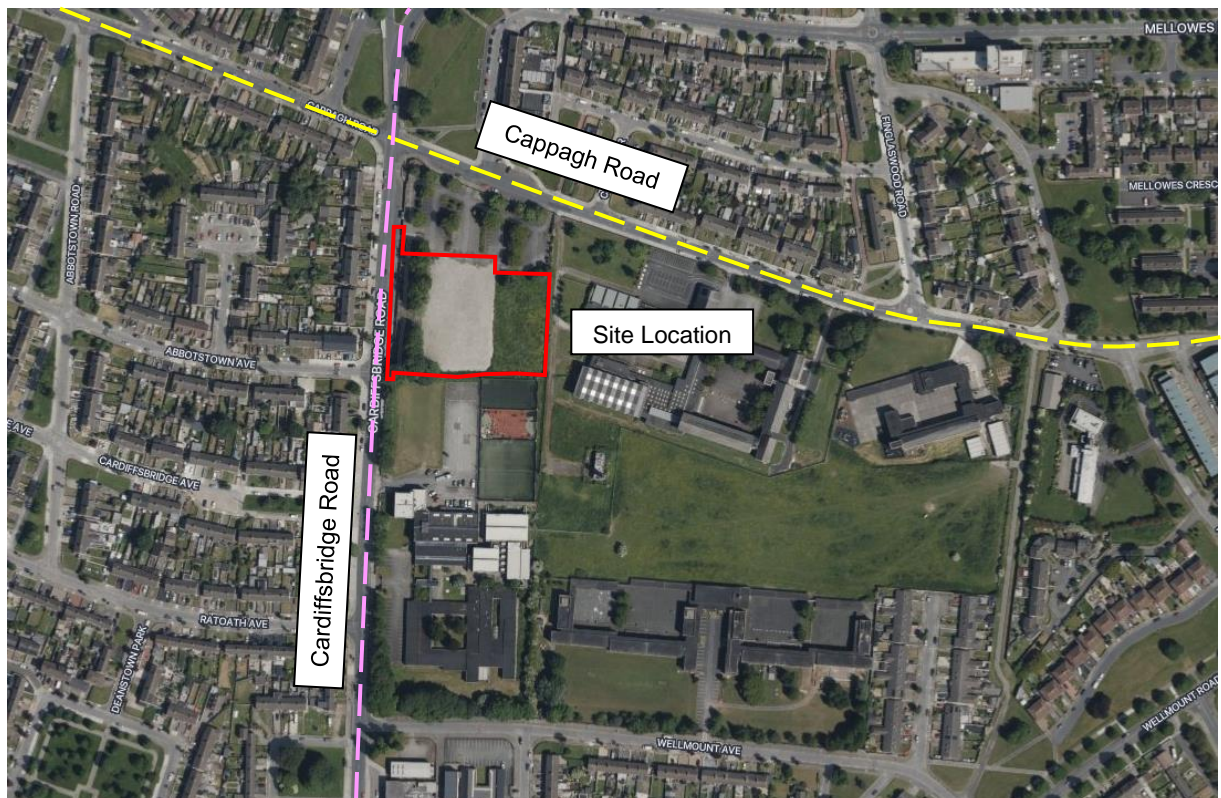 MELLOWES
CAPPAGH ROAD
Cappagh Road
FINGLASWOOD ROAD
MELLOWES CRESC
ABBOTSTOWN ROAD
Site Location
CARDIFFSBRIDGE ROAD
ABBOTSTOWN AVE
E AVE
CARDIFFSBRIDGE AVE
Cardiffsbridge Road
RATOATH AVE
DEANSTOWN PARK
WELLMOUNT ROAD
WELLMOUNT AVE